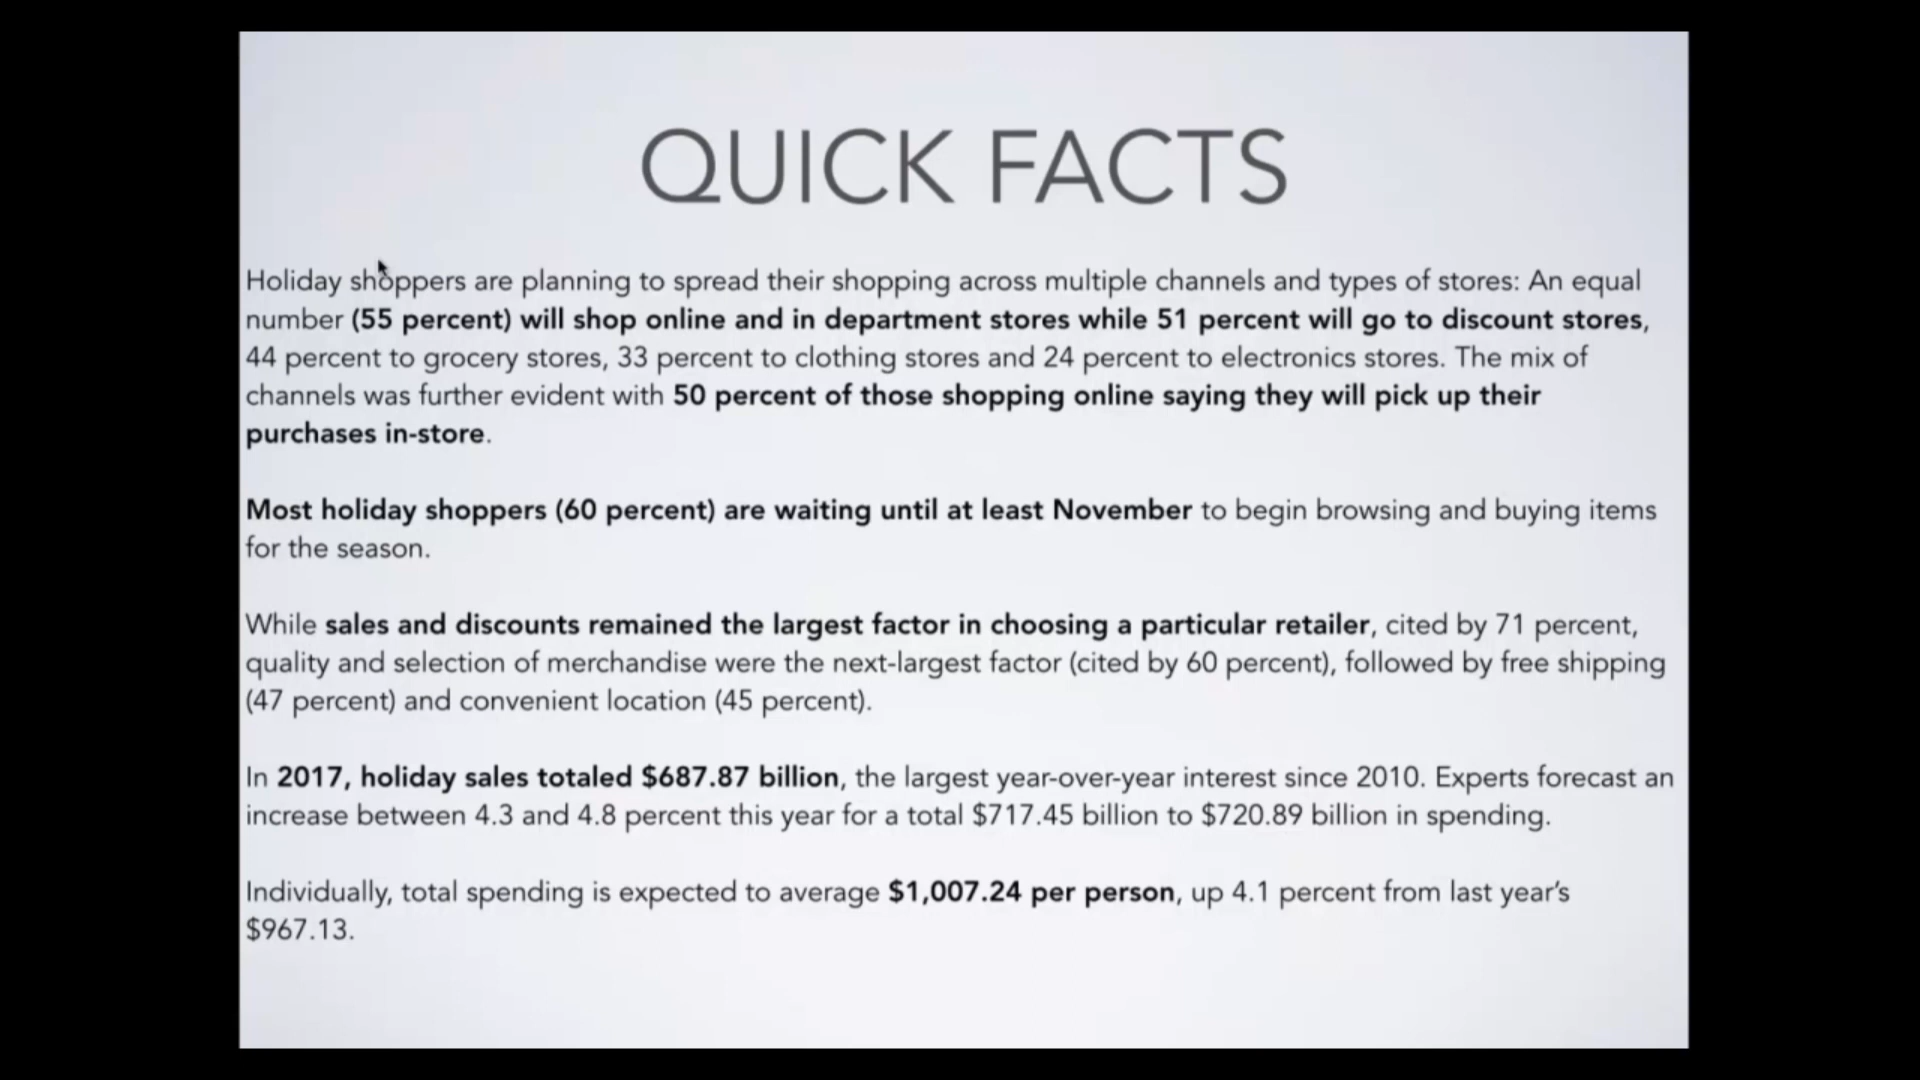 QUICK FACTS
Holiday shoppers are planning to spread their shopping across multiple channels and types of stores: An equal
number (55 percent) will shop online and in department stores while 51 percent will go to discount stores,
44 percent to grocery stores, 33 percent to clothing stores and 24 percent to electronics stores. The mix of
channels was further evident with 50 percent of those shopping online saying they will pick up their
purchases in-store.
Most holiday shoppers (60 percent) are waiting until at least November to begin browsing and buying items
for the season.
While sales and discounts remained the largest factor in choosing a particular retailer, cited by 71 percent,
quality and selection of merchandise were the next-largest factor (cited by 60 percent), followed by free shipping
(47 percent) and convenient location (45 percent).
In 2017, holiday sales totaled $687.87 billion, the largest year-over-year interest since 2010. Experts forecast an
increase between 4.3 and 4.8 percent this year for a total $717.45 billion to $720.89 billion in spending.
Individually, total spending is expected to average $1,007.24 per person, up 4.1 percent from last year’s
$967.13.